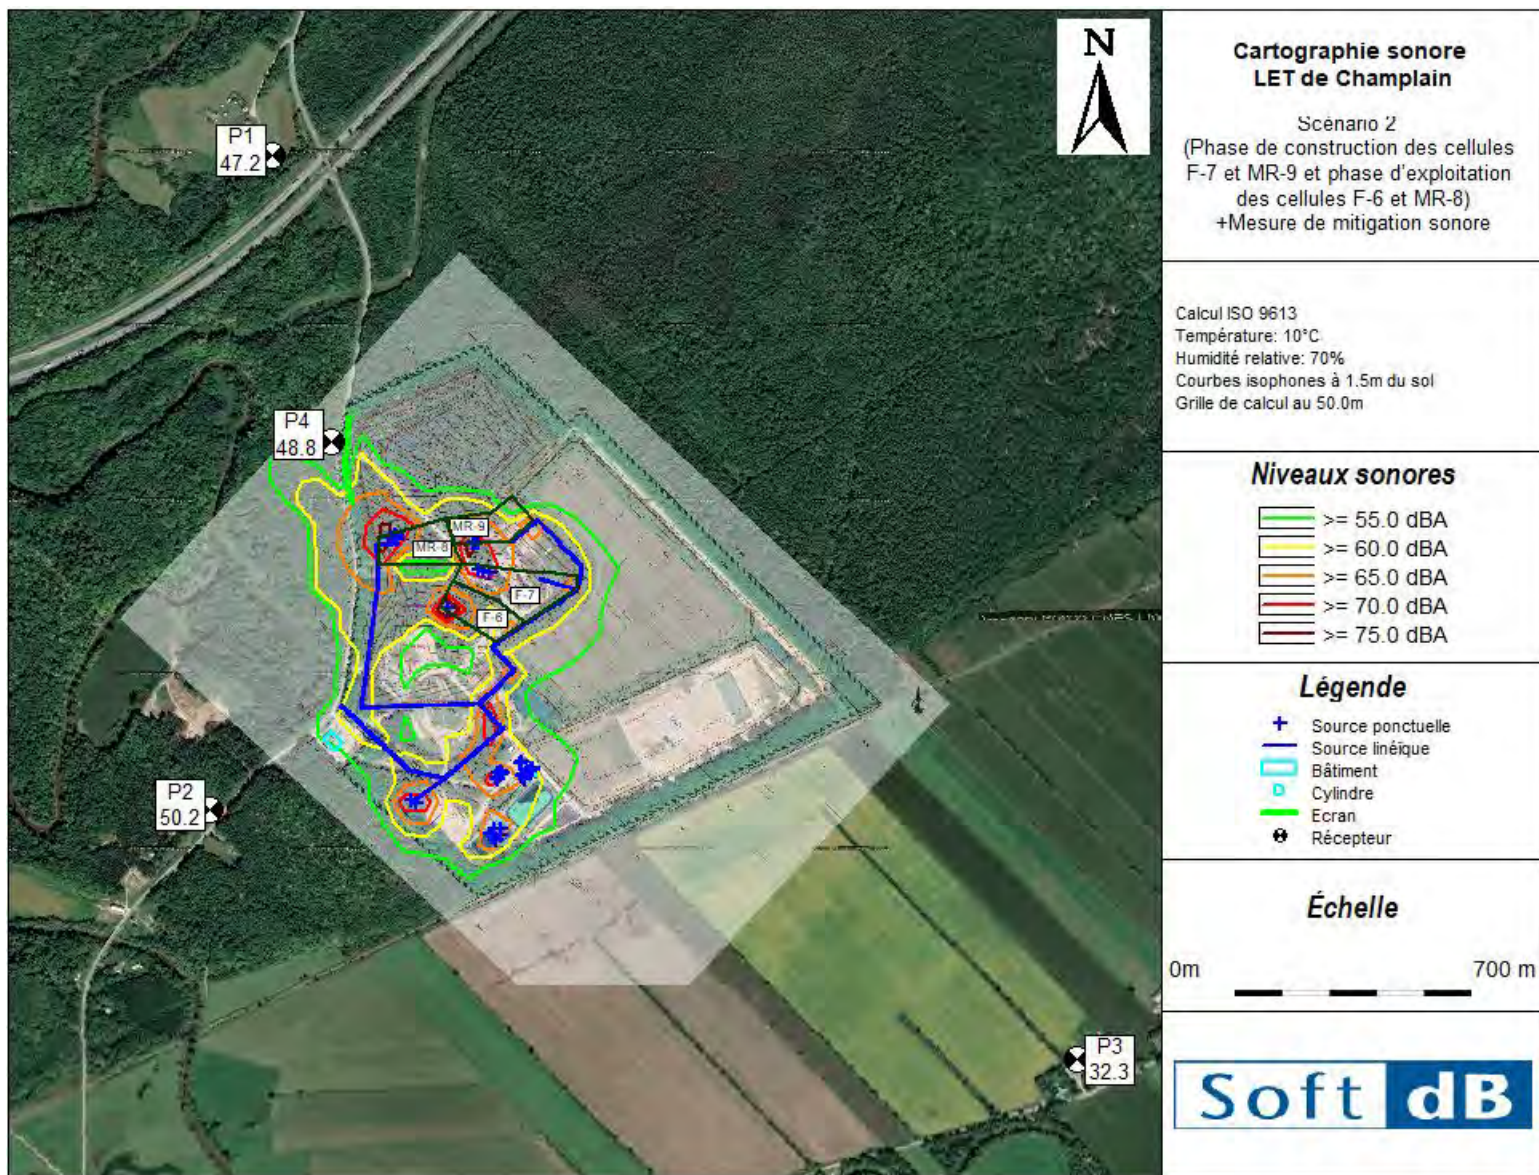 N
P1
47.2
P4
48.8
MR-9
MR-8
F-7
F-6
P2
50.2
P3
32.3
Cartographie sonore
LET de Champlain
Scénario 2
(Phase de construction des cellules
F-7 et MR-9 et phase d'exploitation
des cellules F-6 et MR-8)
+Mesure de mitigation sonore
Calcul ISO 9613
Température: 10°C
Humidité relative: 70%
Courbes isophones à 1.5m du sol
Grille de calcul au 50.0m
Niveaux sonores
>= 55.0 dBA
>= 60.0 dBA
>= 65.0 dBA
>= 70.0 dBA
>= 75.0 dBA
Légende
Source ponctuelle
Source linéïque
Bâtiment
Cylindre
Ecran
Récepteur
Échelle
0m 700 m
Soft dB